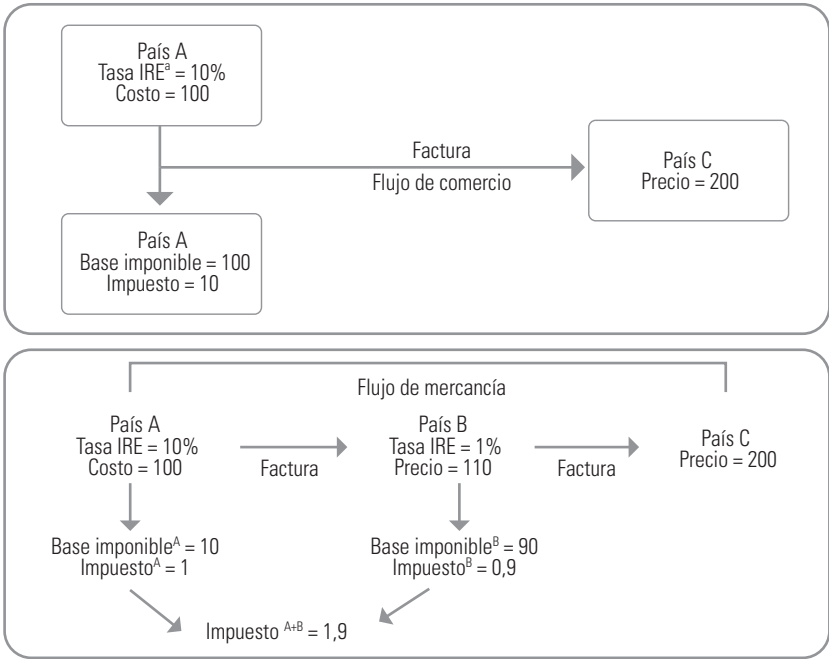 País A
Tasa IREª = 10%
Costo = 100
Factura
Flujo de comercio
País C
Precio = 200
País A
Base imponible = 100
Impuesto = 10
Flujo de mercancía
País A
Tasa IRE = 10%
Costo = 100
Factura
País B
Tasa IRE = 1%
Precio = 110
Factura
País C
Precio = 200
Base imponibleᴬ = 10
Impuestoᴬ = 1
Base imponibleᴮ = 90
Impuestoᴮ = 0,9
Impuesto ᴬ⁺ᴮ = 1,9